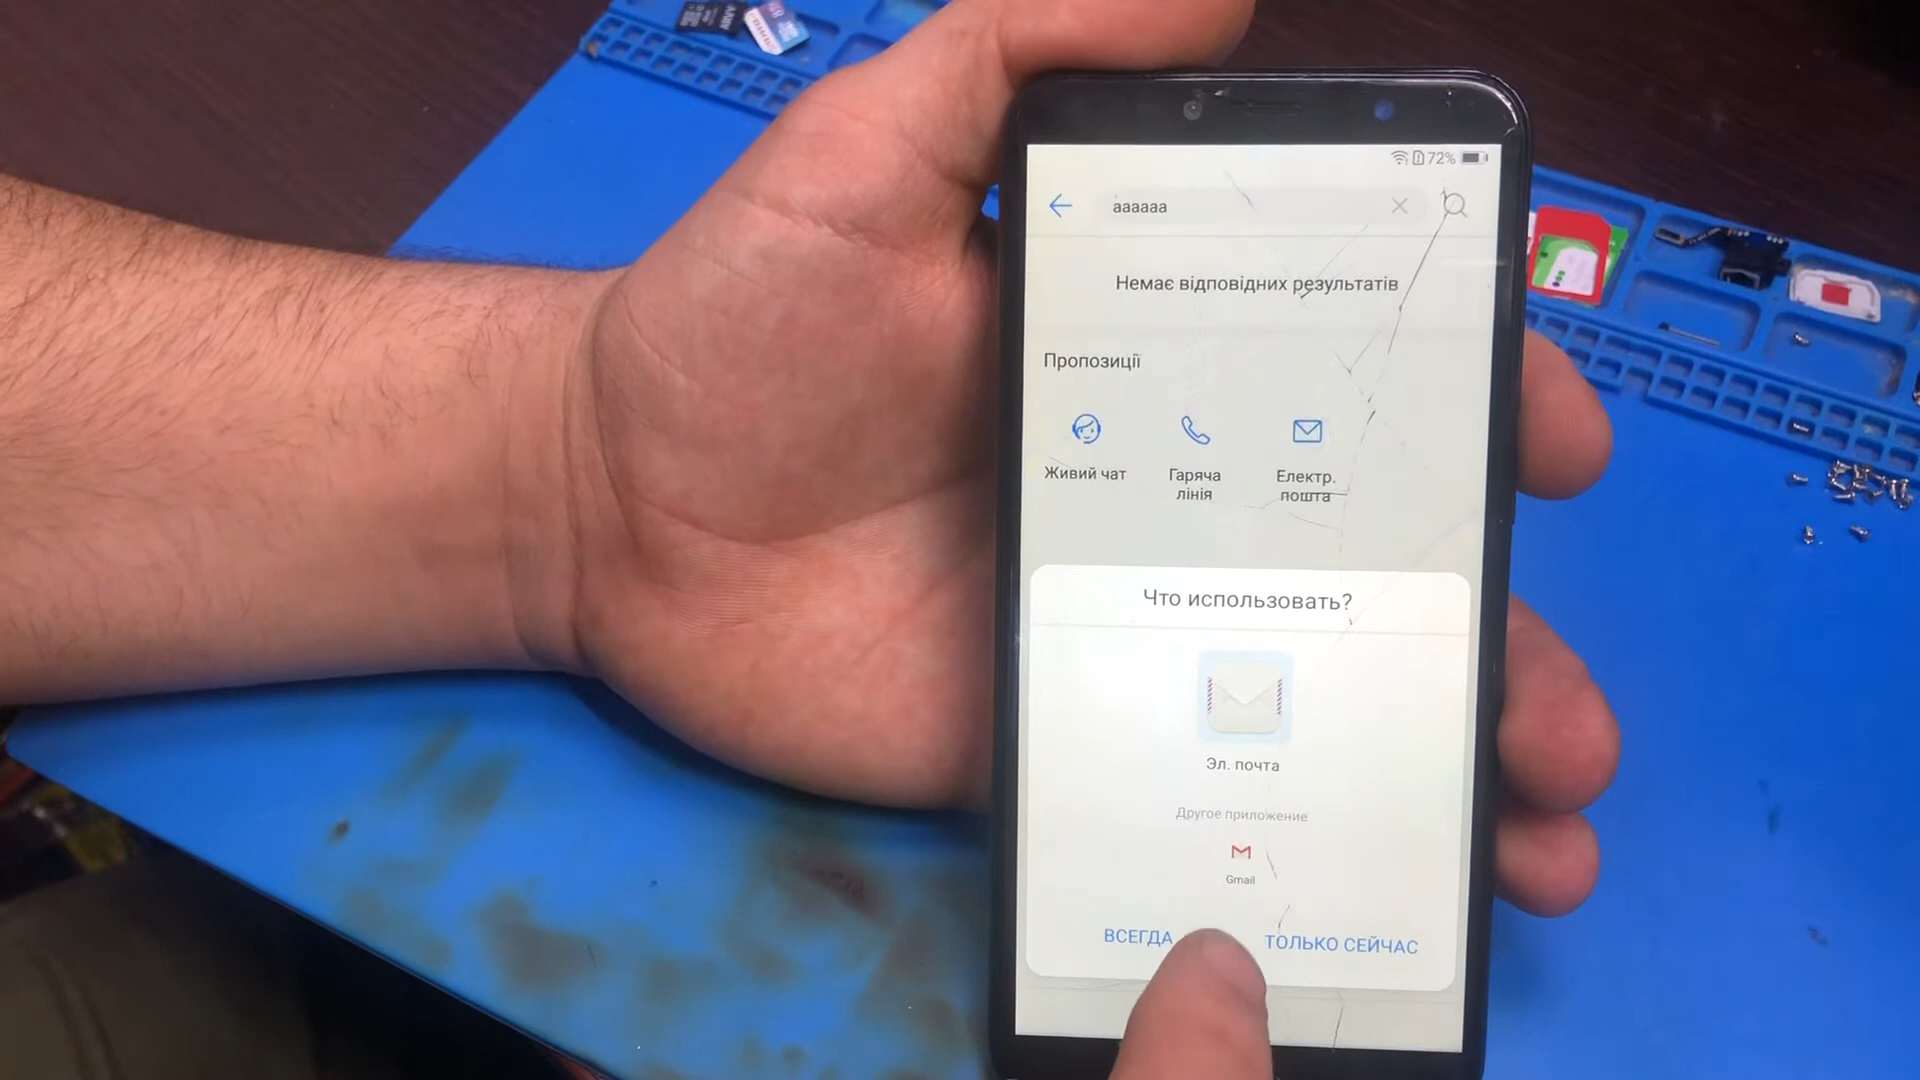 72%
aaaaaa
Немає відповідних результатів
Пропозиції
Живий чат
Гаряча
лінія
Електр.
пошта
Что использовать?
Эл. почта
Другое приложение
Gmail
ВСЕГДА
ТОЛЬКО СЕЙЧАС